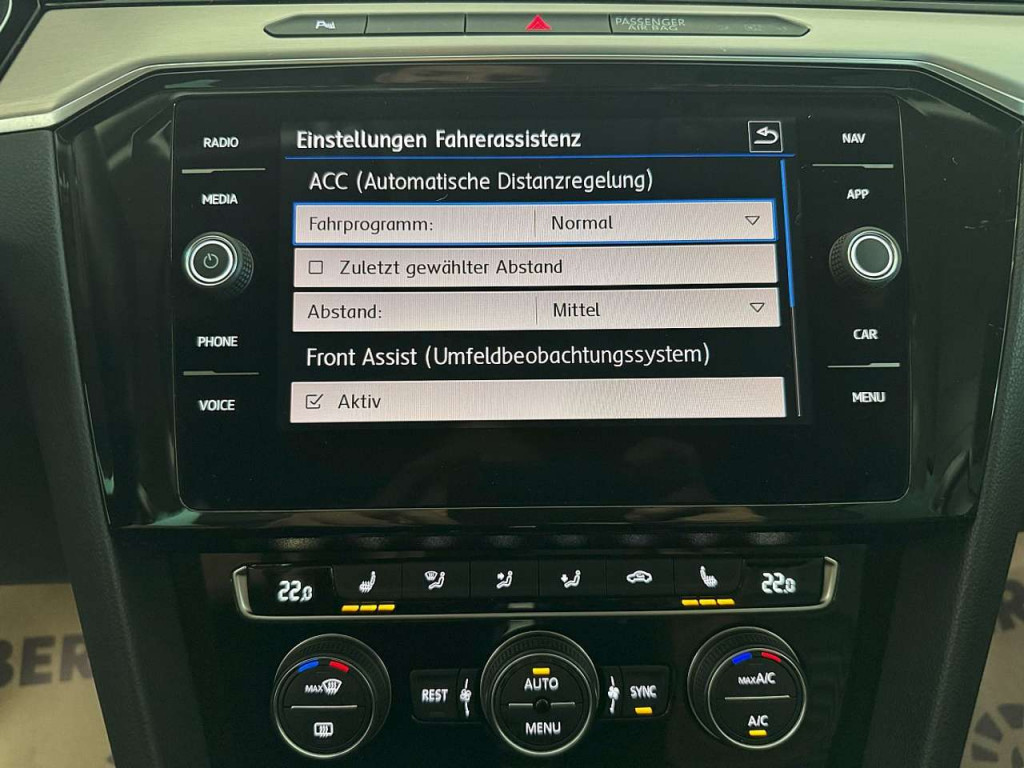 PASSENGER
AIR BAG
RADIO
MEDIA
PHONE
VOICE
Einstellungen Fahrerassistenz
ACC (Automatische Distanzregelung)
Fahrprogramm: Normal
Zuletzt gewählter Abstand
Abstand: Mittel
Front Assist (Umfeldbeobachtungssystem)
Aktiv
NAV
APP
CAR
MENU
22.0
22.0
MAX
REST
AUTO
MENU
SYNC
MAX A/C
A/C
BER